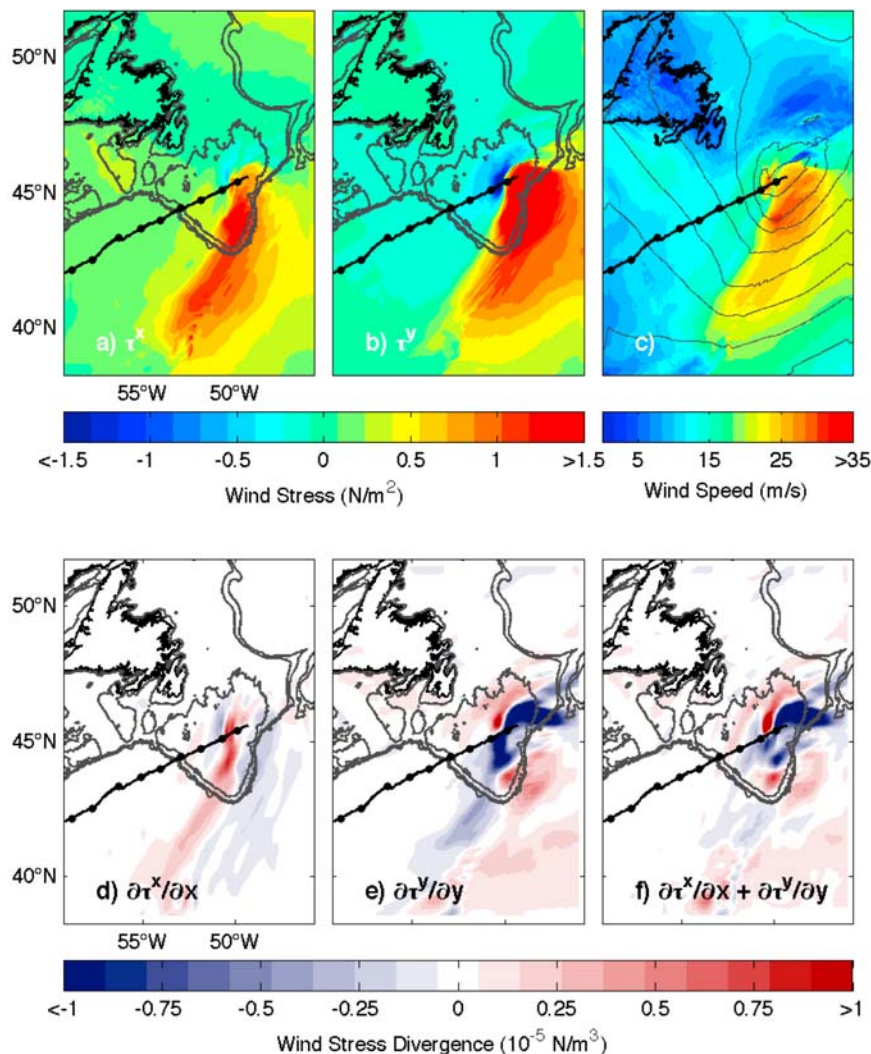 50°N
45°N
40°N
a) τˣ
b) τʸ
c)
55°W 50°W
<-1.5 -1 -0.5 0 0.5 1 >1.5
5 15 25 >35
Wind Stress (N/m²)
Wind Speed (m/s)
50°N
45°N
40°N
d) ∂τˣ/∂x
e) ∂τʸ/∂y
f) ∂τˣ/∂x + ∂τʸ/∂y
55°W 50°W
<-1 -0.75 -0.5 -0.25 0 0.25 0.5 0.75 >1
Wind Stress Divergence (10⁻⁵ N/m³)